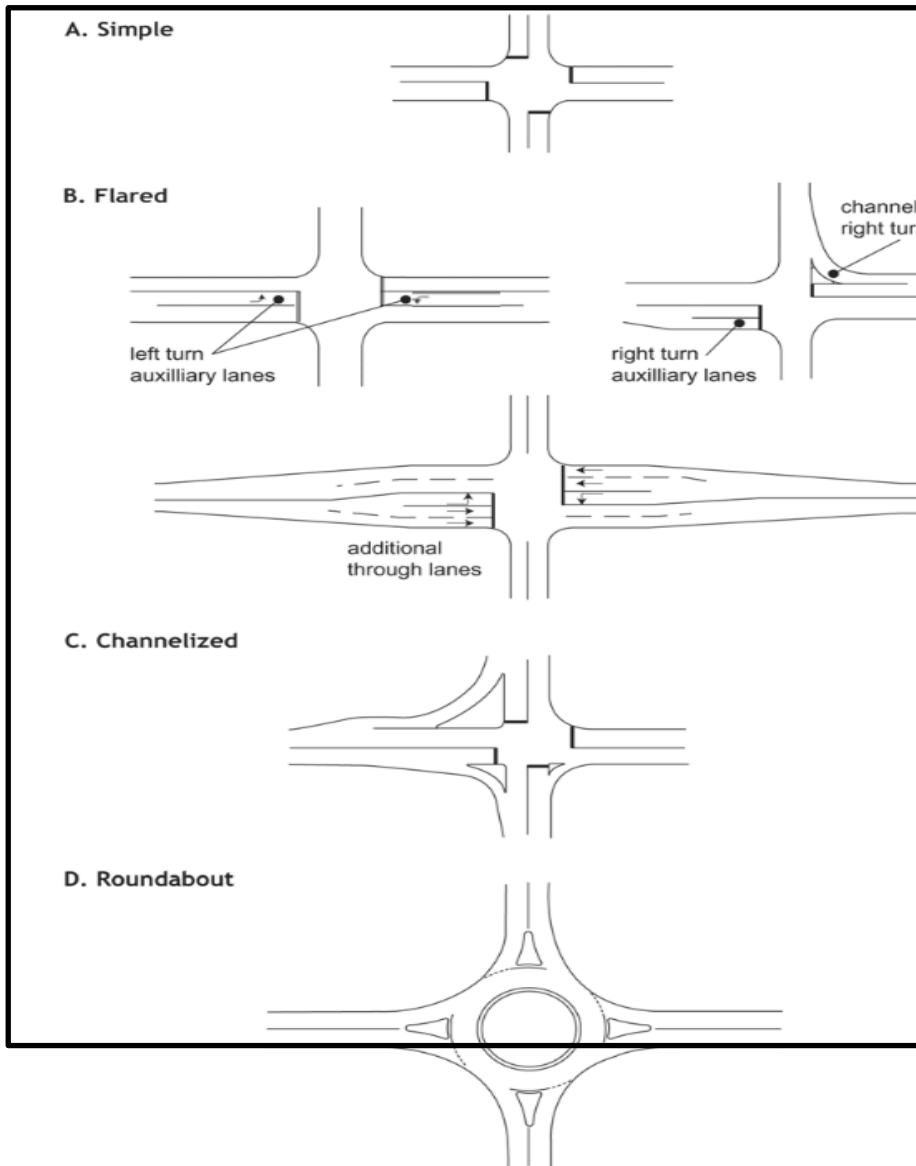 A. Simple
B. Flared
channel
right tur
left turn
auxilliary lanes
right turn
auxilliary lanes
additional
through lanes
C. Channelized
D. Roundabout